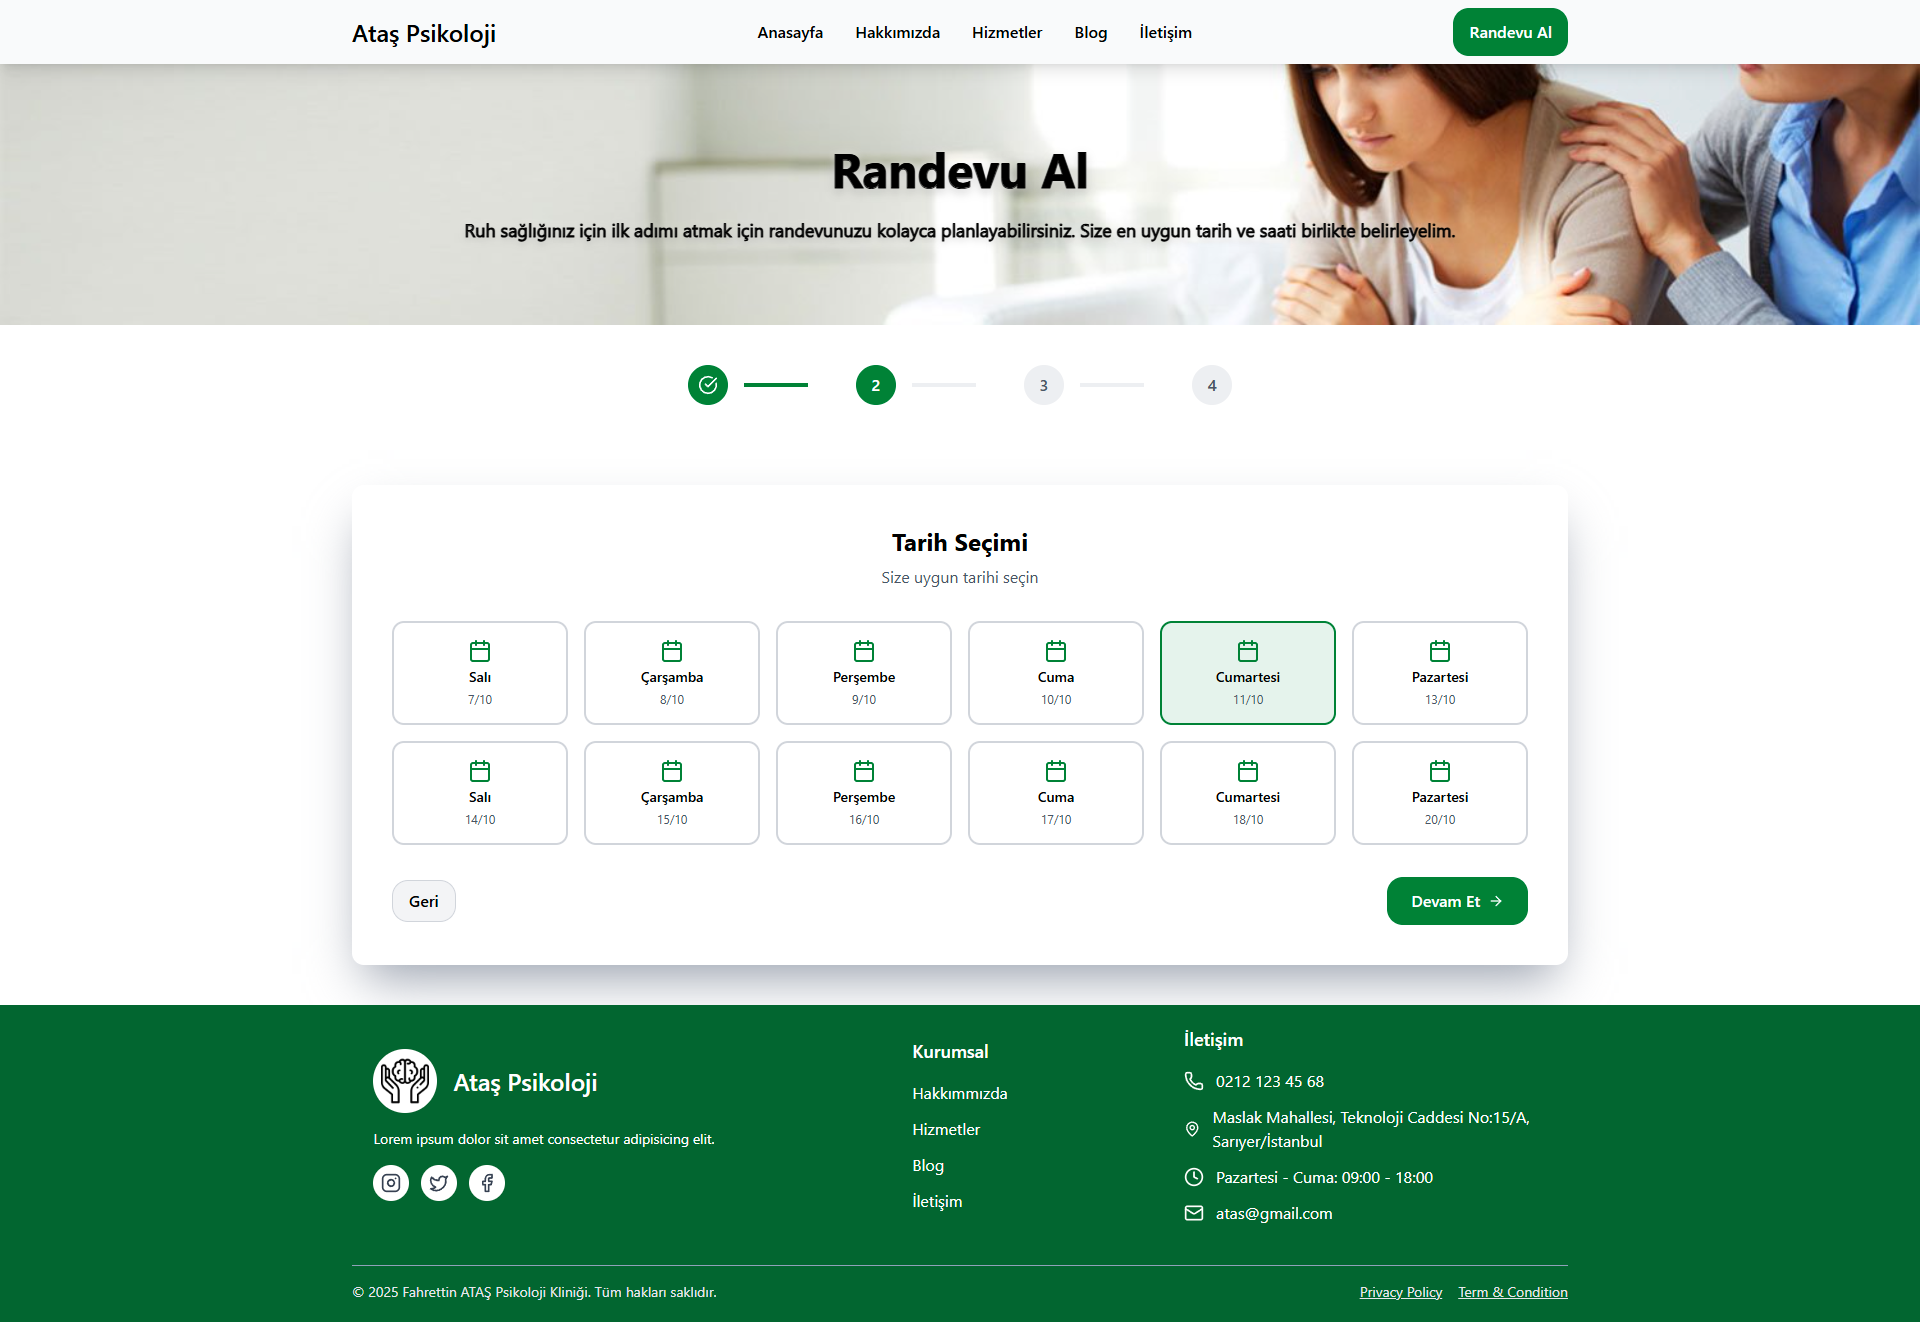 Ataş Psikoloji
Anasayfa
Hakkımızda
Hizmetler
Blog
İletişim
Randevu Al
Randevu Al
Ruh sağlığınız için ilk adımı atmak için randevunuzu kolayca planlayabilirsiniz. Size en uygun tarih ve saati birlikte belirleyelim.
2
3
4
Tarih Seçimi
Size uygun tarihi seçin
Salı
7/10
Çarşamba
8/10
Perşembe
9/10
Cuma
10/10
Cumartesi
11/10
Pazartesi
13/10
Salı
14/10
Çarşamba
15/10
Perşembe
16/10
Cuma
17/10
Cumartesi
18/10
Pazartesi
20/10
Geri
Devam Et
Ataş Psikoloji
Lorem ipsum dolor sit amet consectetur adipisicing elit.
Kurumsal
Hakkımmızda
Hizmetler
Blog
İletişim
İletişim
0212 123 45 68
Maslak Mahallesi, Teknoloji Caddesi No:15/A,
Sarıyer/İstanbul
Pazartesi - Cuma: 09:00 - 18:00
atas@gmail.com
© 2025 Fahrettin ATAŞ Psikoloji Kliniği. Tüm hakları saklıdır.
Privacy Policy
Term & Condition